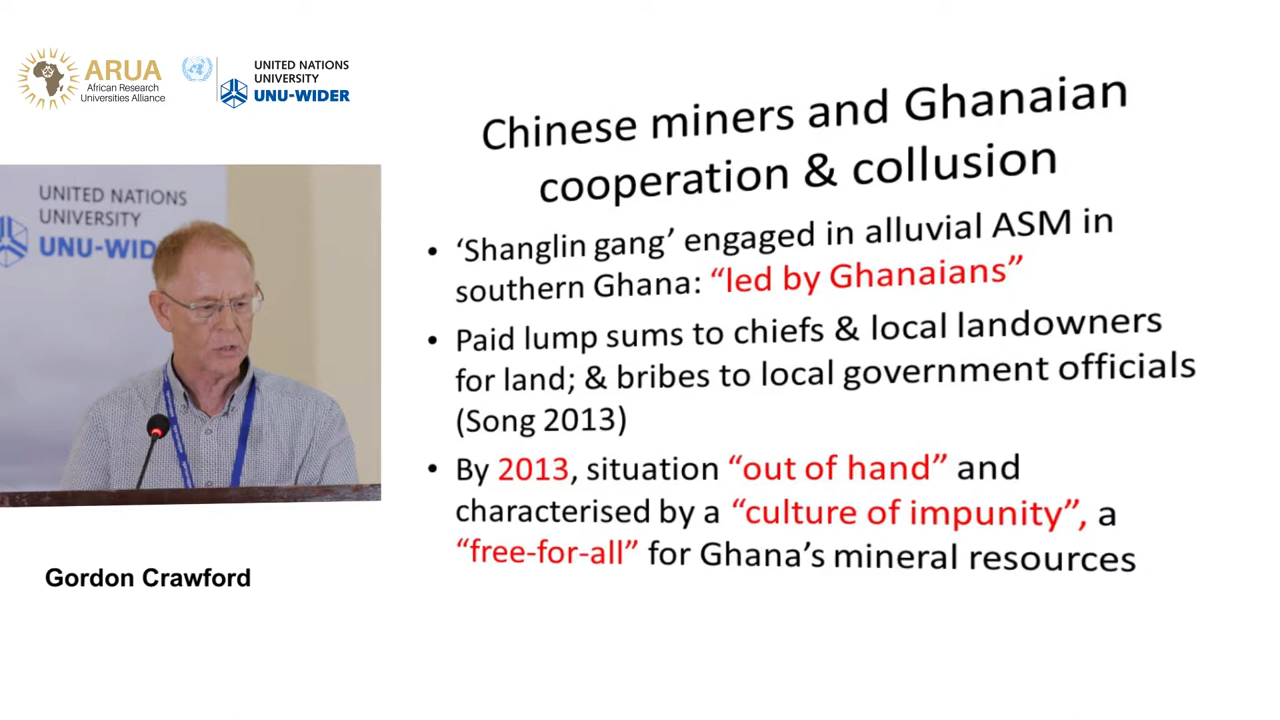 ARUA
African Research
Universities Alliance
UNITED NATIONS
UNIVERSITY
UNU-WIDER
Chinese miners and Ghanaian
cooperation & collusion
• ‘Shanglin gang’ engaged in alluvial ASM in
southern Ghana: “led by Ghanaians”
• Paid lump sums to chiefs & local landowners
for land; & bribes to local government officials
(Song 2013)
• By 2013, situation “out of hand” and
characterised by a “culture of impunity”, a
“free-for-all” for Ghana’s mineral resources
UNITED NATIONS
UNIVERSITY
UNU-WIDER
Gordon Crawford